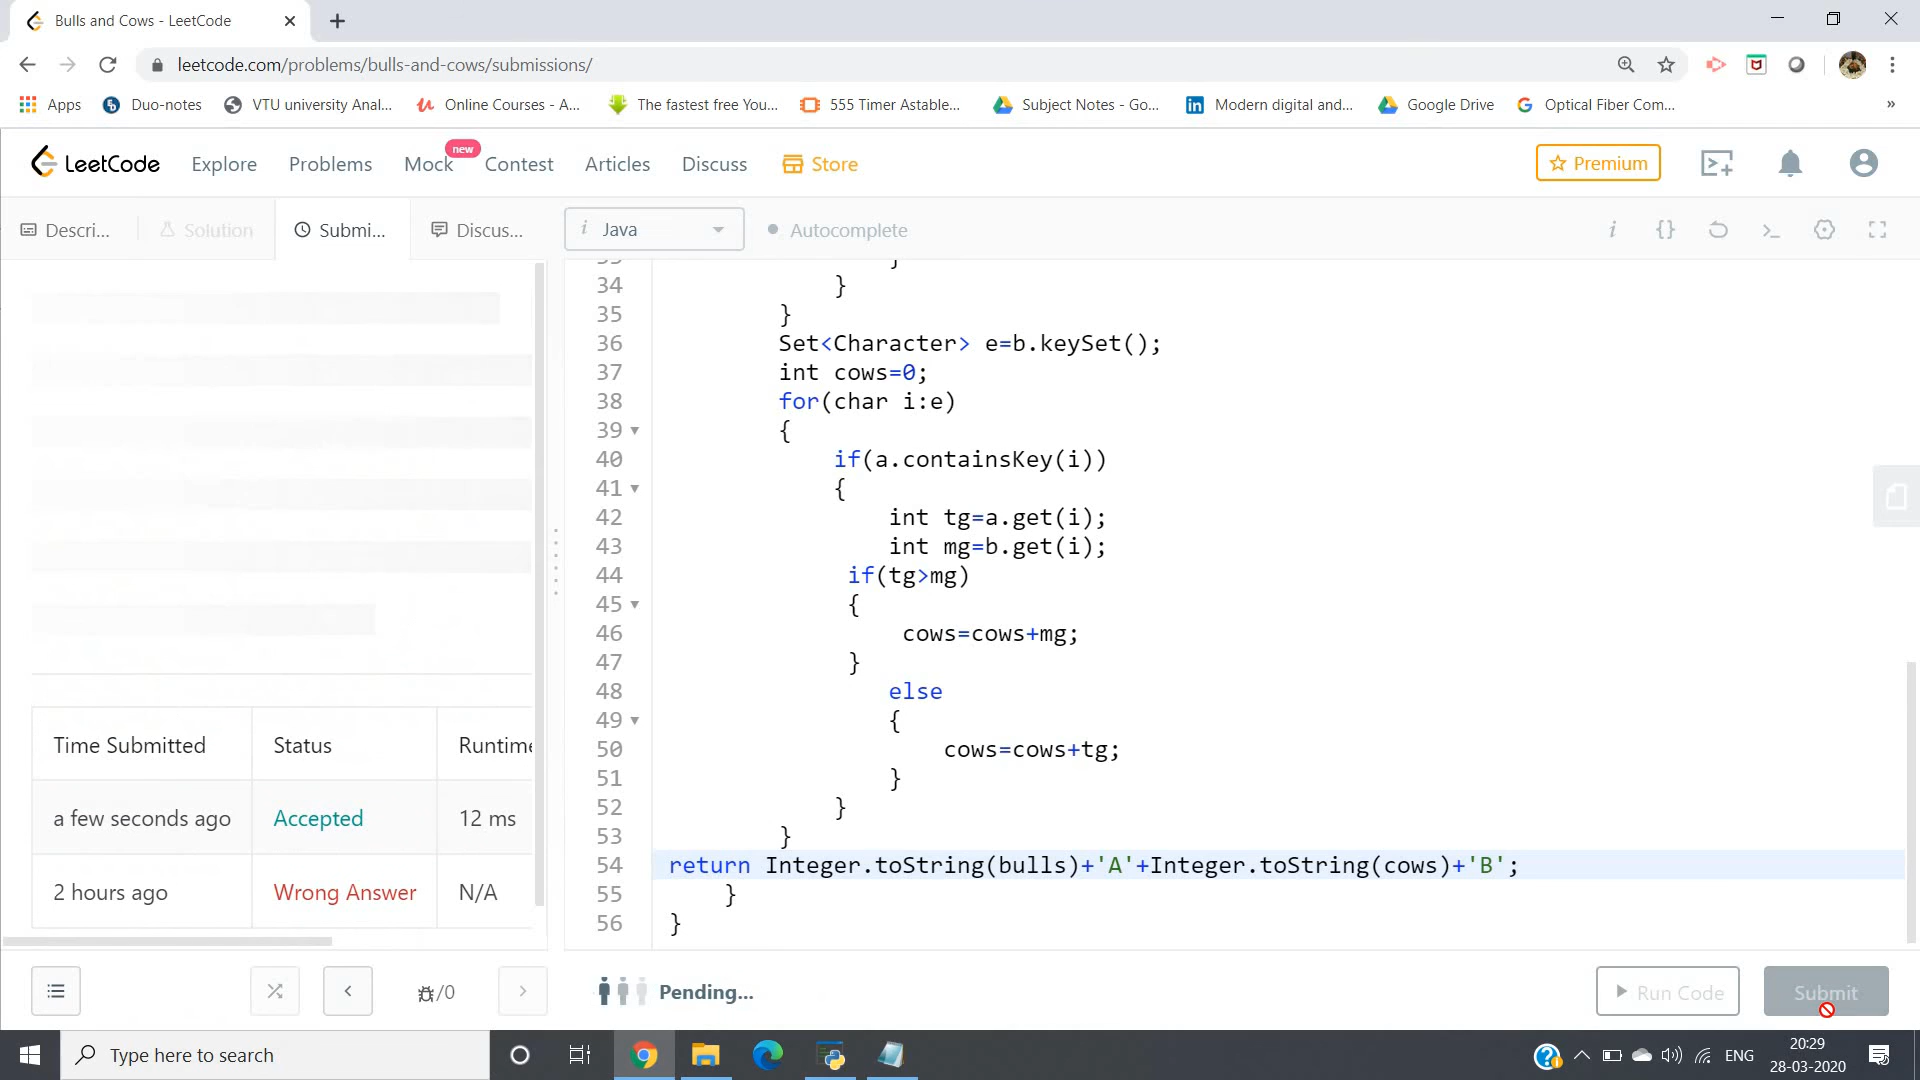 Bulls and Cows - LeetCode
leetcode.com/problems/bulls-and-cows/submissions/
Apps Duo-notes VTU university Anal... Online Courses - A... The fastest free You... 555 Timer Astable... Subject Notes - Go... Modern digital and... Google Drive Optical Fiber Com... »
LeetCode Explore Problems Mock new Contest Articles Discuss Store Premium
Descri... Solution Submi... Discus... i Java Autocomplete
34 }
35 }
36 Set<Character> e=b.keySet();
37 int cows=0;
38 for(char i:e)
39 {
40 if(a.containsKey(i))
41 {
42 int tg=a.get(i);
43 int mg=b.get(i);
44 if(tg>mg)
45 {
46 cows=cows+mg;
47 }
48 else
49 {
50 cows=cows+tg;
51 }
52 }
53 }
54 return Integer.toString(bulls)+'A'+Integer.toString(cows)+'B';
55 }
56 }
Time Submitted Status Runtime
a few seconds ago Accepted 12 ms
2 hours ago Wrong Answer N/A
/0 Pending... Run Code Submit
Type here to search ENG 20:29
28-03-2020